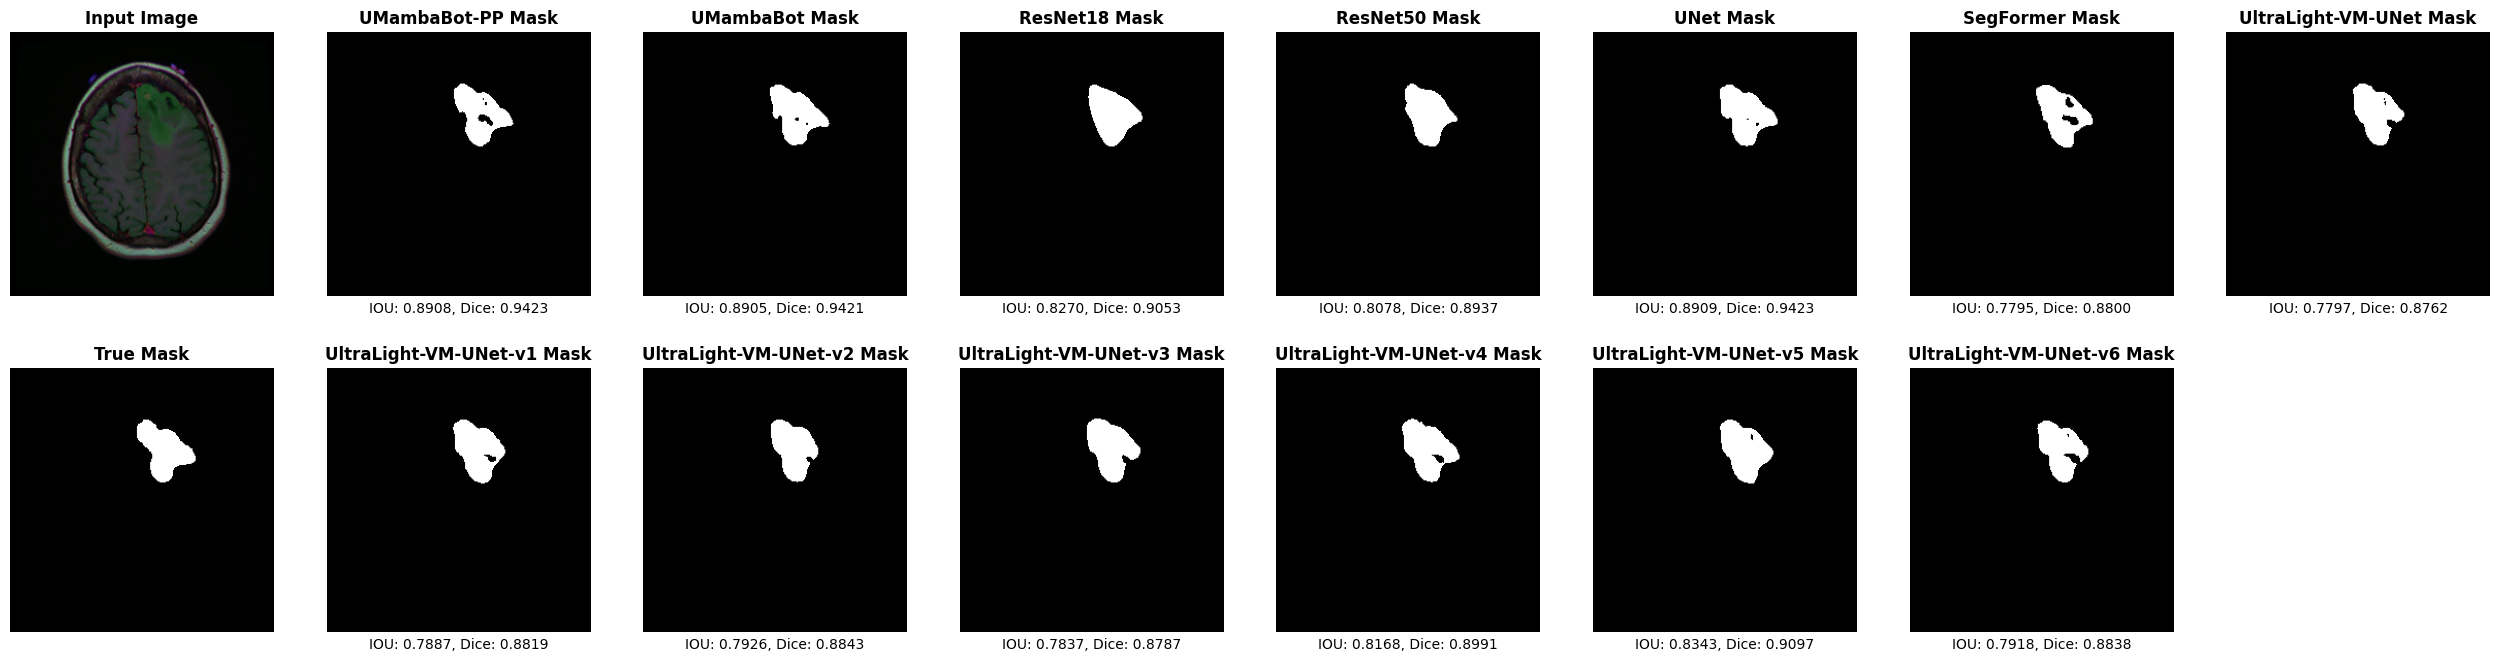 Input Image
UMambaBot-PP Mask
UMambaBot Mask
ResNet18 Mask
ResNet50 Mask
UNet Mask
SegFormer Mask
UltraLight-VM-UNet Mask
IOU: 0.8908, Dice: 0.9423
IOU: 0.8905, Dice: 0.9421
IOU: 0.8270, Dice: 0.9053
IOU: 0.8078, Dice: 0.8937
IOU: 0.8909, Dice: 0.9423
IOU: 0.7795, Dice: 0.8800
IOU: 0.7797, Dice: 0.8762
True Mask
UltraLight-VM-UNet-v1 Mask
UltraLight-VM-UNet-v2 Mask
UltraLight-VM-UNet-v3 Mask
UltraLight-VM-UNet-v4 Mask
UltraLight-VM-UNet-v5 Mask
UltraLight-VM-UNet-v6 Mask
IOU: 0.7887, Dice: 0.8819
IOU: 0.7926, Dice: 0.8843
IOU: 0.7837, Dice: 0.8787
IOU: 0.8168, Dice: 0.8991
IOU: 0.8343, Dice: 0.9097
IOU: 0.7918, Dice: 0.8838